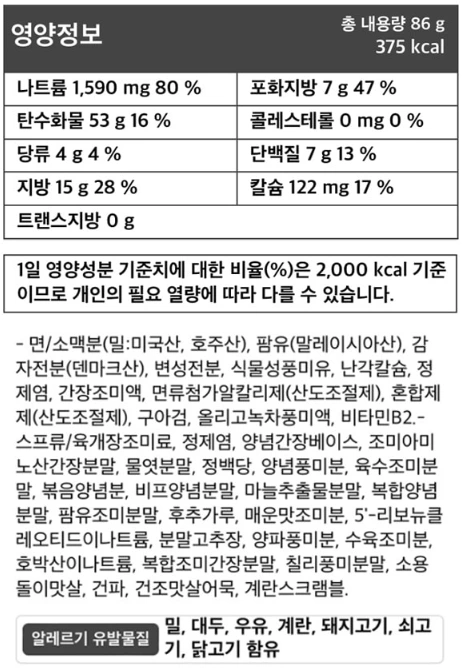 영양정보
총 내용량 86 g
375 kcal
나트륨 1,590 mg 80 %
포화지방 7 g 47 %
탄수화물 53 g 16 %
콜레스테롤 0 mg 0 %
당류 4 g 4 %
단백질 7 g 13 %
지방 15 g 28 %
칼슘 122 mg 17 %
트랜스지방 0 g
1일 영양성분 기준치에 대한 비율(%)은 2,000 kcal 기준
이므로 개인의 필요 열량에 따라 다를 수 있습니다.
- 면/소맥분(밀:미국산, 호주산), 팜유(말레이시아산), 감
자전분(덴마크산), 변성전분, 식물성풍미유, 난각칼슘, 정
제염, 간장조미액, 면류첨가알칼리제(산도조절제), 혼합제
제(산도조절제), 구아검, 올리고녹차풍미액, 비타민B2.-
스프류/육개장조미료, 정제염, 양념간장베이스, 조미아미
노산간장분말, 물엿분말, 정백당, 양념풍미분, 육수조미분
말, 볶음양념분, 비프양념분말, 마늘추출물분말, 복합양념
분말, 팜유조미분말, 후추가루, 매운맛조미분, 5'-리보뉴클
레오티드이나트륨, 분말고추장, 양파풍미분, 수육조미분,
호박산이나트륨, 복합조미간장분말, 칠리풍미분말, 소용
돌이맛살, 건파, 건조맛살어묵, 계란스크램블.
알레르기 유발물질
밀, 대두, 우유, 계란, 돼지고기, 쇠고
기, 닭고기 함유